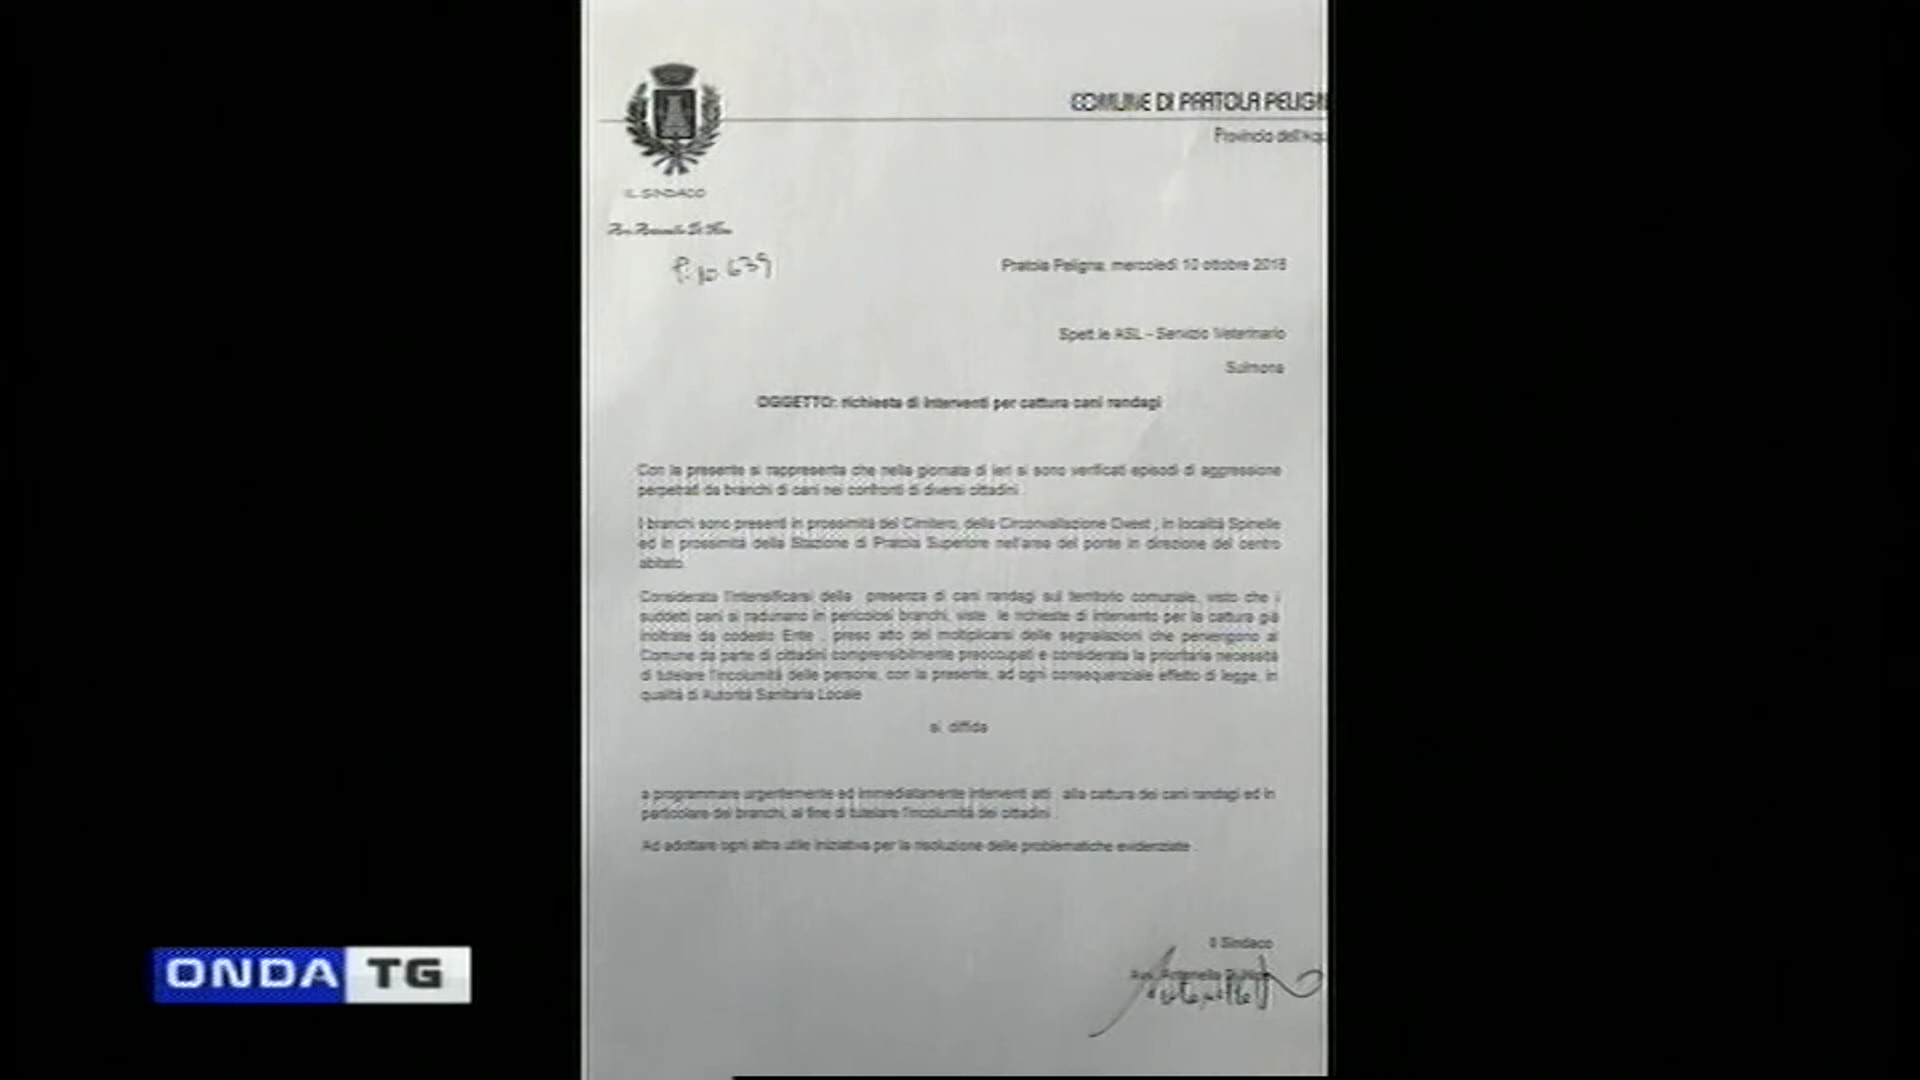 COMUNE DI PRATOLA PELIGN
Provincia dell'Aqu
IL SINDACO
639
Pratola Peligna, mercoledì 10 ottobre 2018
Spett.le ASL - Servizio Veterinario
Sulmona
OGGETTO: richiesta di interventi per cattura cani randagi
Con la presente si rappresenta che nella giornata di ieri si sono verificati episodi di aggressione
perpetrati da branchi di cani nei confronti di diversi cittadini
I branchi sono presenti in prossimità del Cimitero, della Circonvallazione Ovest , in località Spinelle
ed in prossimità della Stazione di Pratola Superiore nell'area del ponte in direzione del centro
abitato.
Considerata l'intensificarsi della presenza di cani randagi sul territorio comunale, visto che i
suddetti cani si radunano in pericolosi branchi, viste le richieste di intervento per la cattura già
inoltrate da codesto Ente , preso atto del moltiplicarsi delle segnalazioni che pervengono al
Comune da parte di cittadini comprensibilmente preoccupati e considerata la prioritaria necessità
di tutelare l'incolumità delle persone, con la presente, ad ogni consequenziale effetto di legge, in
qualità di Autorità Sanitaria Locale
si diffida
a programmare urgentemente ed immediatamente interventi atti alla cattura dei cani randagi ed in
particolare dei branchi, al fine di tutelare l'incolumità dei cittadini .
Ad adottare ogni altra utile iniziativa per la risoluzione delle problematiche evidenziate .
Il Sindaco
Avv. Antonella
ONDA TG